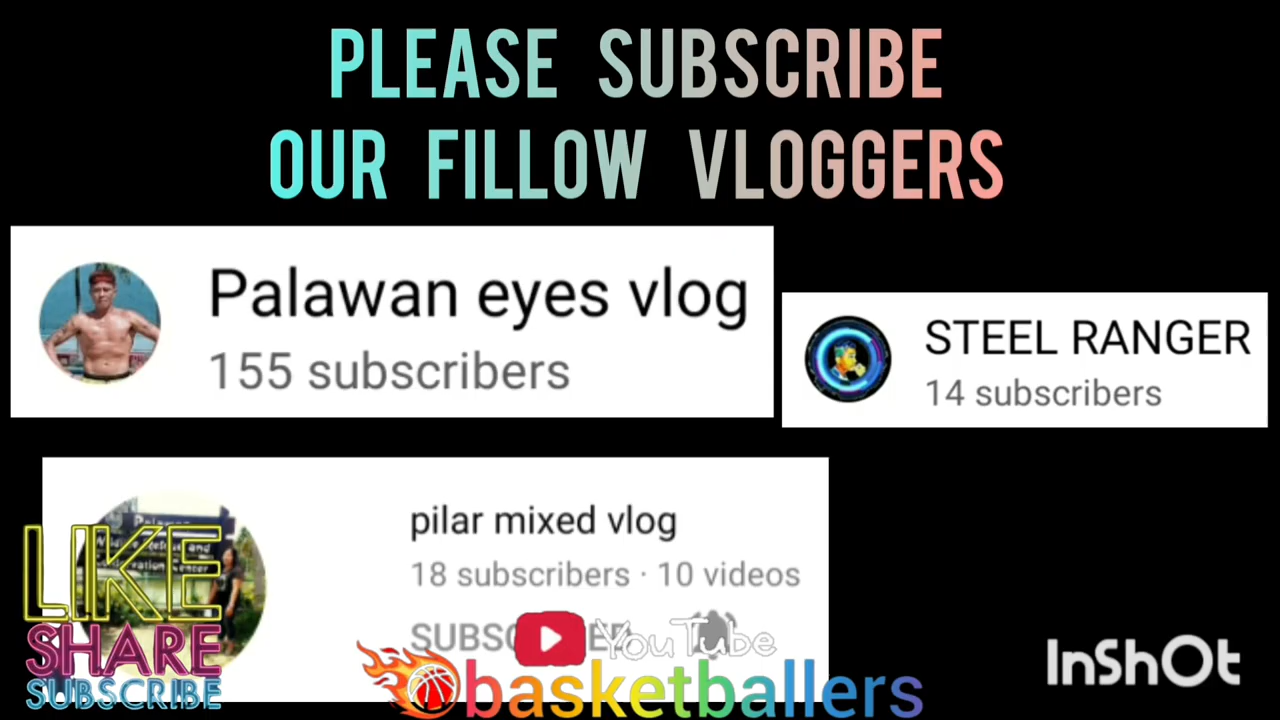 PLEASE SUBSCRIBE
OUR FILLOW VLOGGERS
Palawan eyes vlog
155 subscribers
STEEL RANGER
14 subscribers
pilar mixed vlog
18 subscribers · 10 videos
YouTube
@basketballers
LIKE
SHARE
SUBSCRIBE
InShOt